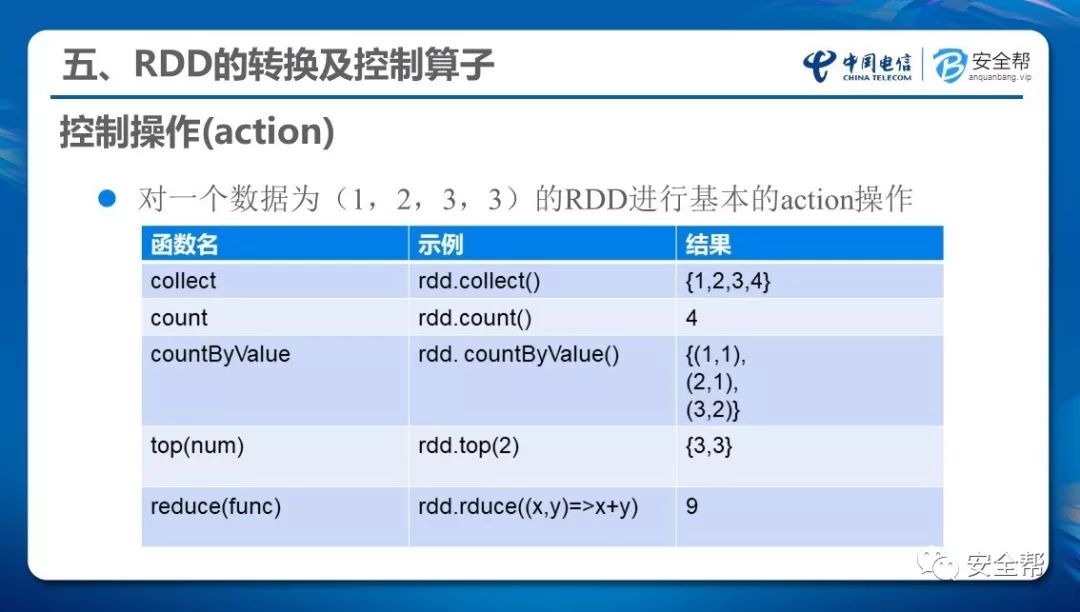 五、RDD的转换及控制算子
中国电信
CHINA TELECOM
安全帮
anquanbang.vip
控制操作(action)
对一个数据为（1，2，3，3）的RDD进行基本的action操作
函数名 示例 结果
collect rdd.collect() {1,2,3,4}
count rdd.count() 4
countByValue rdd. countByValue() {(1,1),
(2,1),
(3,2)}
top(num) rdd.top(2) {3,3}
reduce(func) rdd.rduce((x,y)=>x+y) 9
安全帮